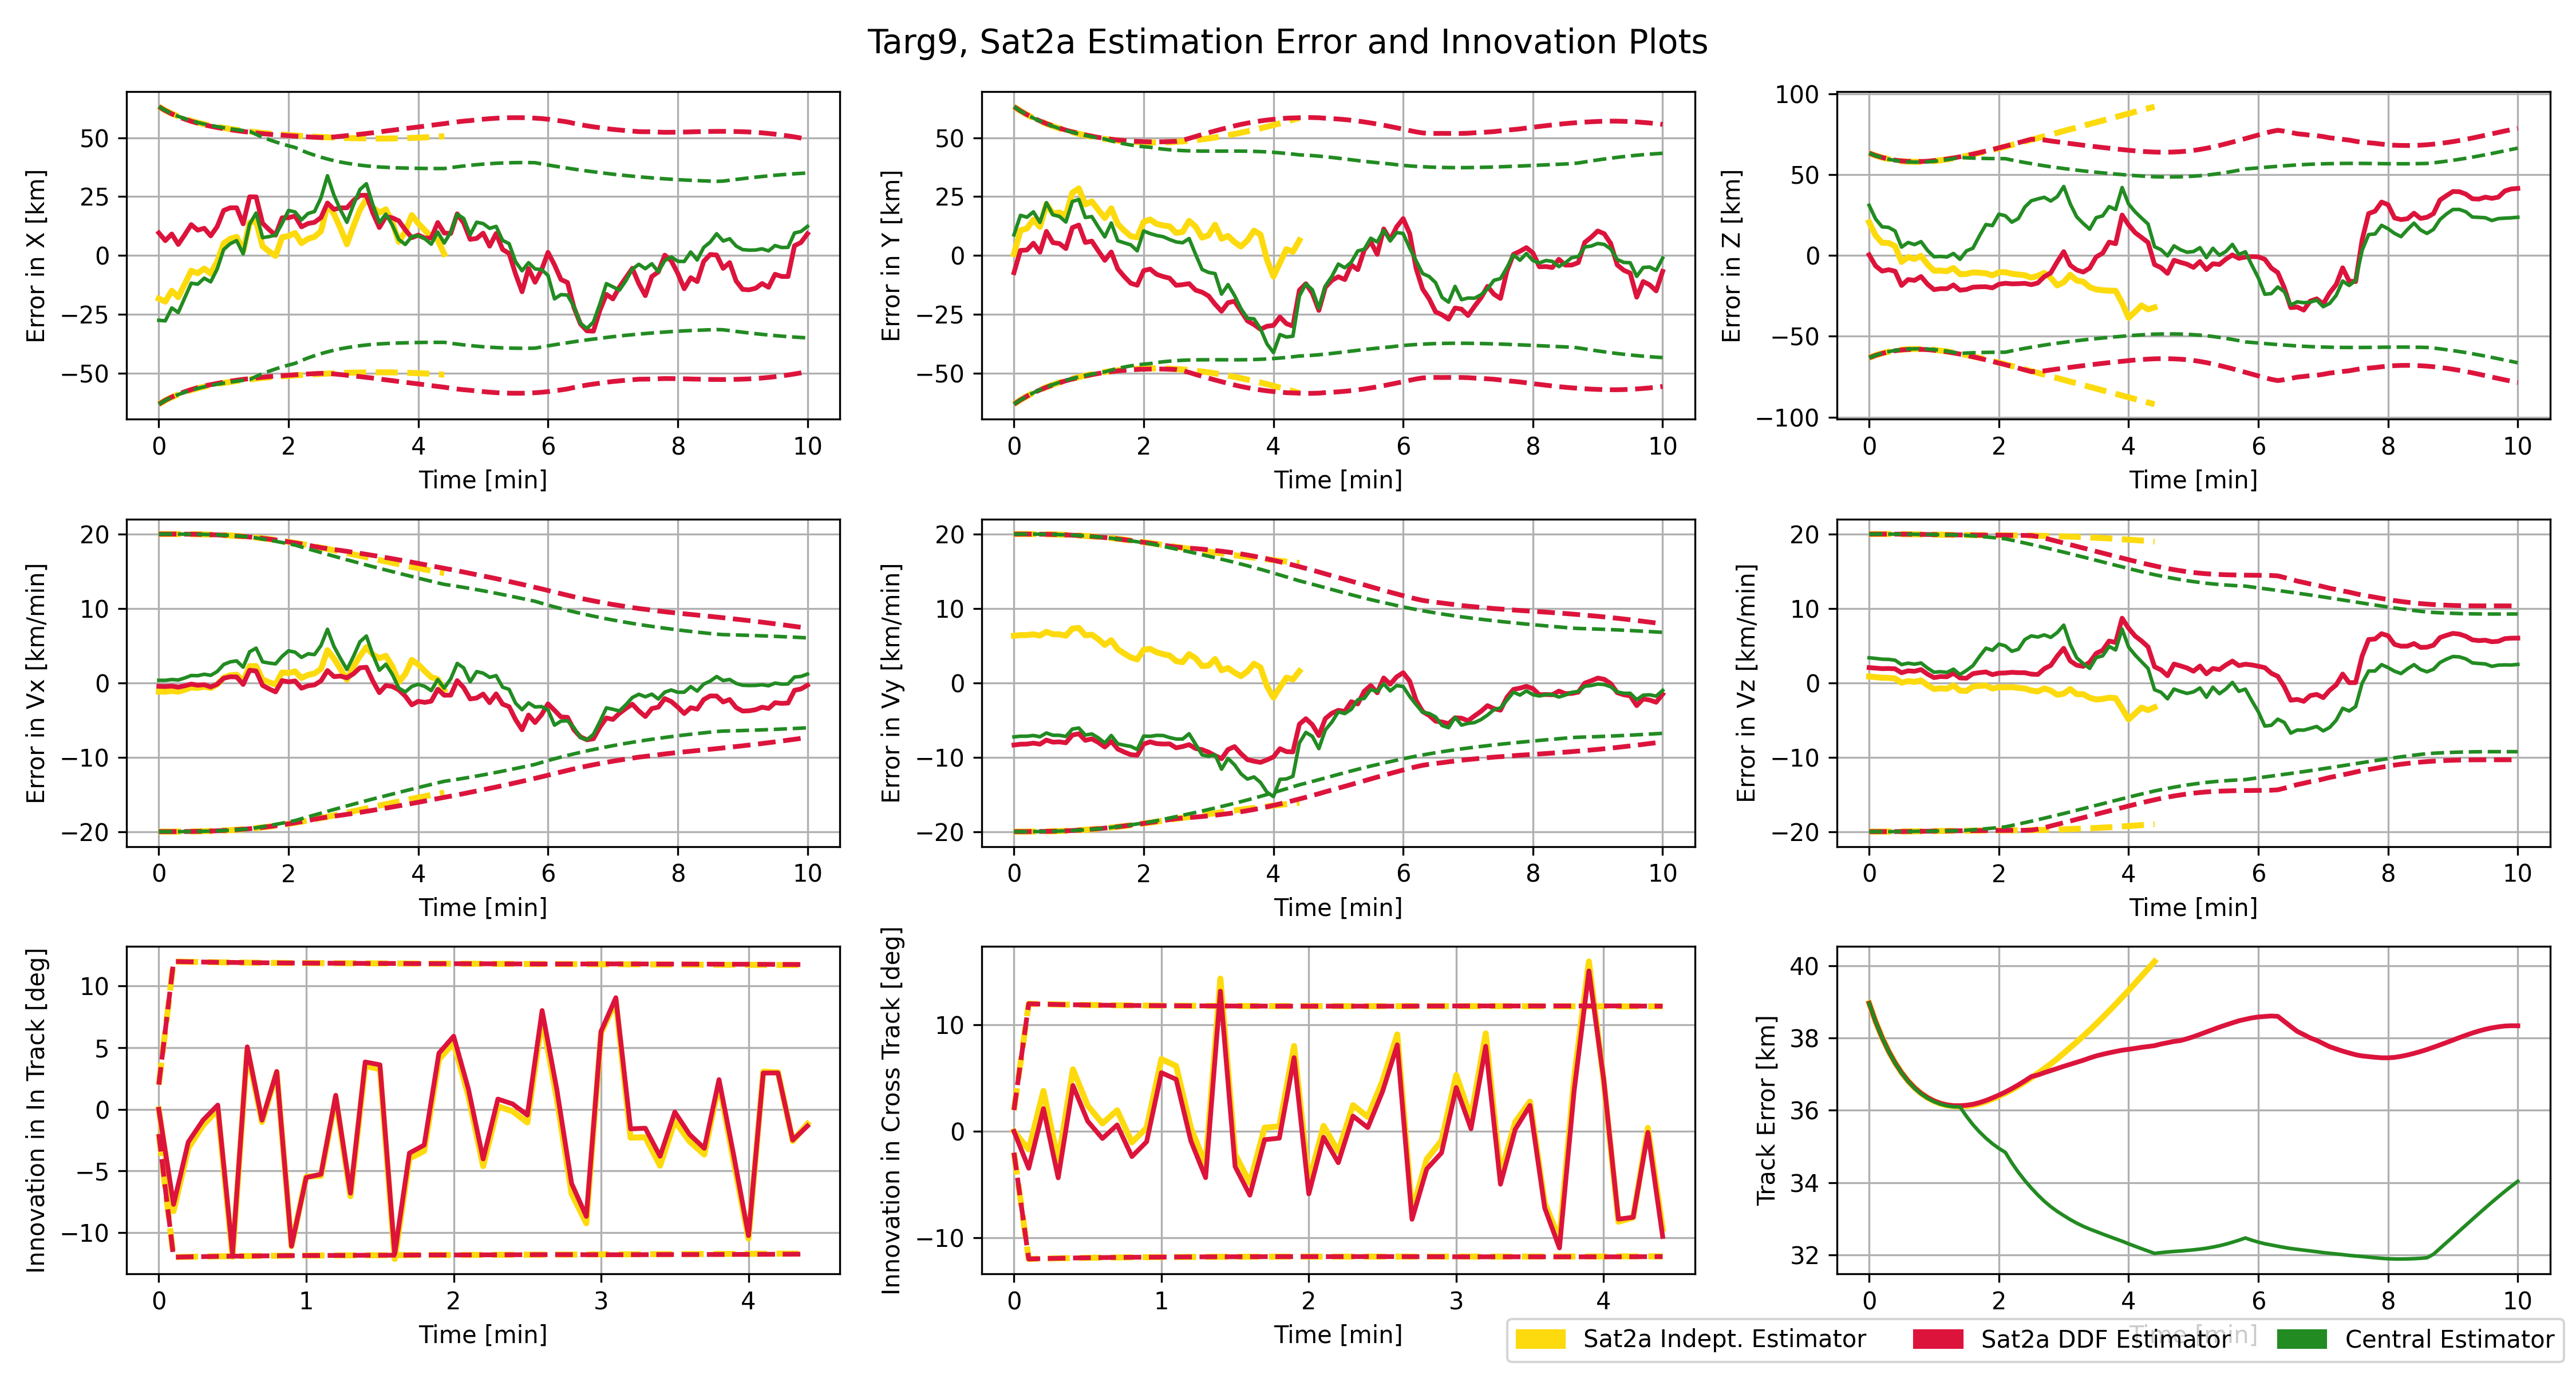 Targ9, Sat2a Estimation Error and Innovation Plots
Error in X [km]
50
25
0
−25
−50
0 2 4 6 8 10
Time [min]
Error in Y [km]
50
25
0
−25
−50
0 2 4 6 8 10
Time [min]
Error in Z [km]
100
50
0
−50
−100
0 2 4 6 8 10
Time [min]
Error in Vx [km/min]
20
10
0
−10
−20
0 2 4 6 8 10
Time [min]
Error in Vy [km/min]
20
10
0
−10
−20
0 2 4 6 8 10
Time [min]
Error in Vz [km/min]
20
10
0
−10
−20
0 2 4 6 8 10
Time [min]
Innovation in In Track [deg]
10
5
0
−5
−10
0 1 2 3 4
Time [min]
Innovation in Cross Track [deg]
10
0
−10
0 1 2 3 4
Time [min]
Track Error [km]
40
38
36
34
32
0 2 4 6 8 10
Time [min]
Sat2a Indept. Estimator Sat2a DDF Estimator Central Estimator